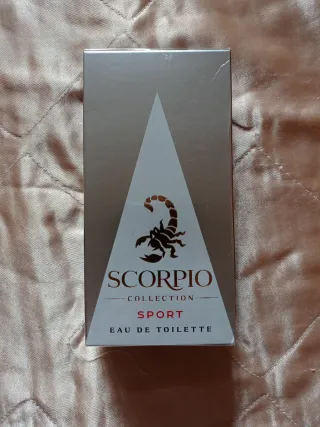 SCORPIO
COLLECTION
SPORT
EAU DE TOILETTE